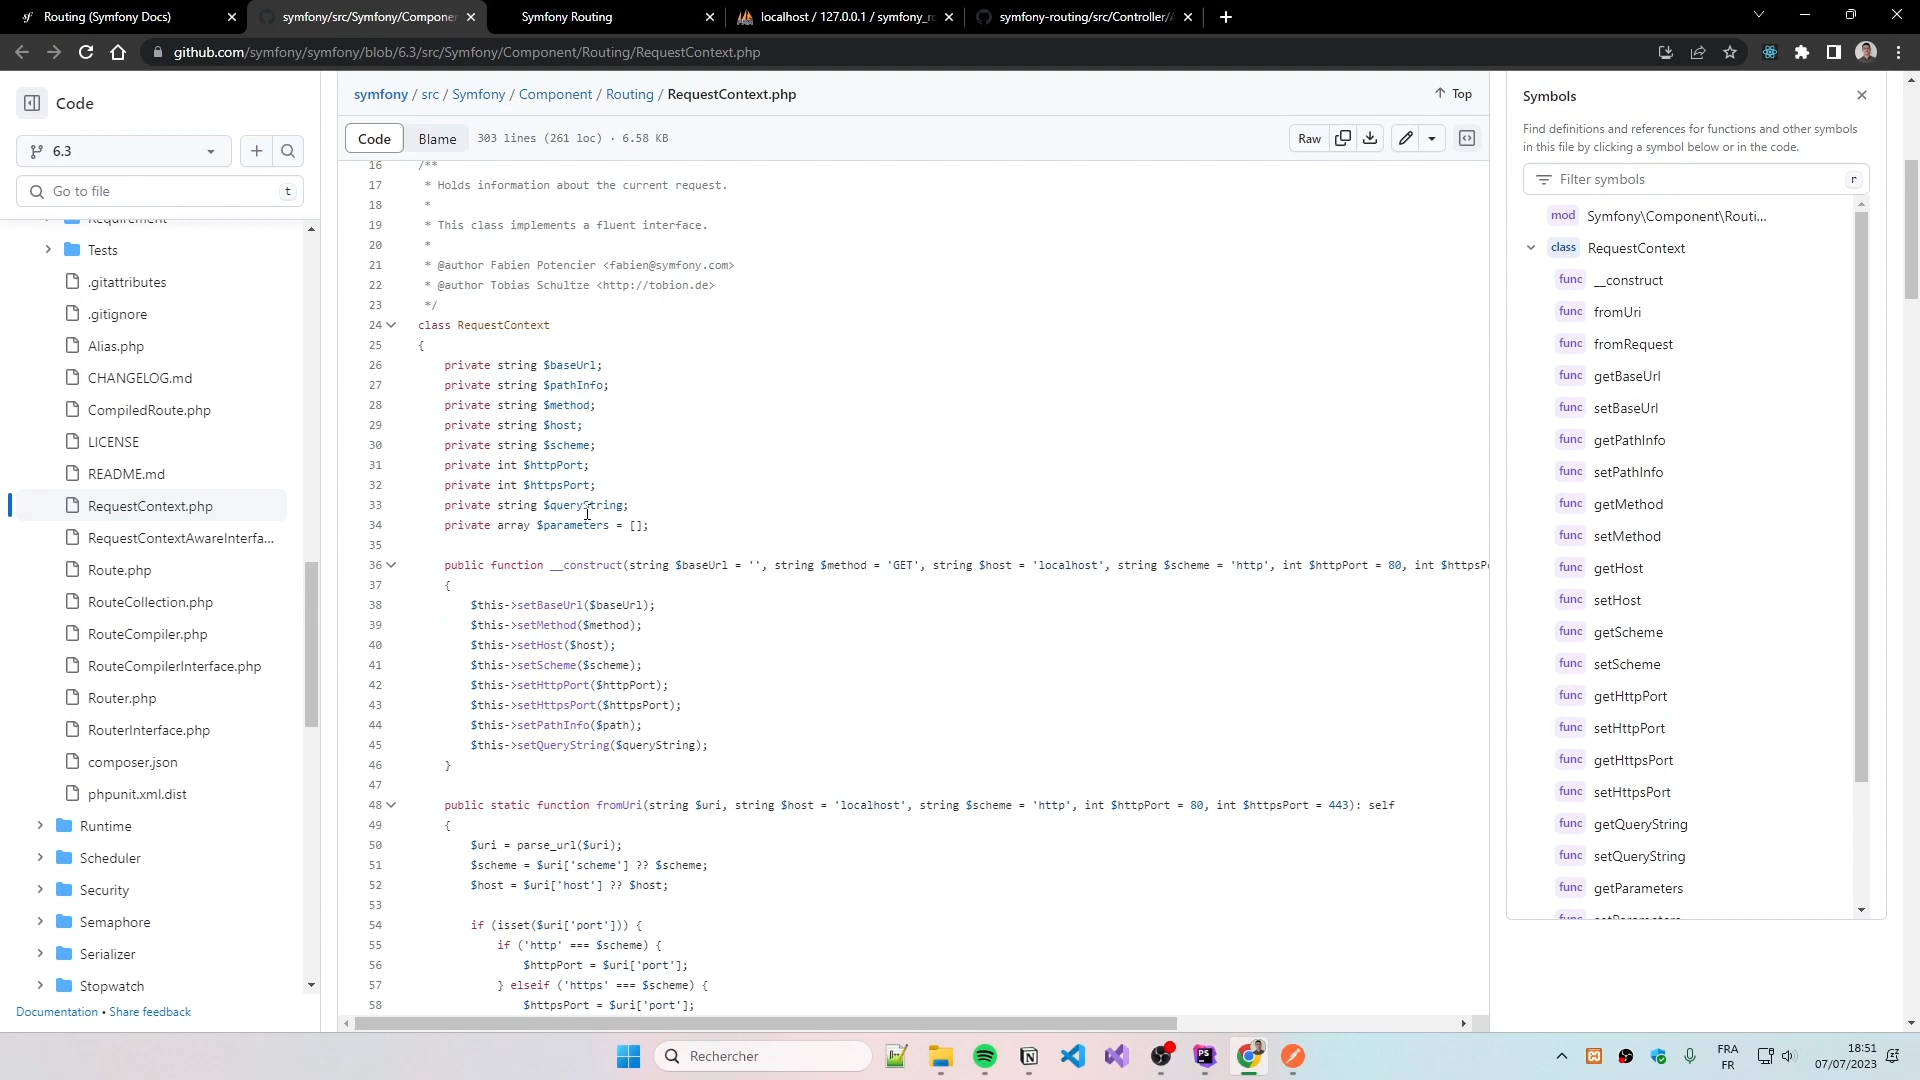 Routing (Symfony Docs)
symfony/src/Symfony/Componen
Symfony Routing
localhost / 127.0.0.1 / symfony_ro
symfony-routing/src/Controller/A
github.com/symfony/symfony/blob/6.3/src/Symfony/Component/Routing/RequestContext.php
Code
6.3
Go to file
t
Requirement
Tests
.gitattributes
.gitignore
Alias.php
CHANGELOG.md
CompiledRoute.php
LICENSE
README.md
RequestContext.php
RequestContextAwareInterfa...
Route.php
RouteCollection.php
RouteCompiler.php
RouteCompilerInterface.php
Router.php
RouterInterface.php
composer.json
phpunit.xml.dist
Runtime
Scheduler
Security
Semaphore
Serializer
Stopwatch
Documentation • Share feedback
symfony / src / Symfony / Component / Routing / RequestContext.php
Top
Code
Blame
303 lines (261 loc) · 6.58 KB
Raw
16 /**
17 * Holds information about the current request.
18 *
19 * This class implements a fluent interface.
20 *
21 * @author Fabien Potencier <fabien@symfony.com>
22 * @author Tobias Schultze <http://tobion.de>
23 */
24 class RequestContext
25 {
26 private string $baseUrl;
27 private string $pathInfo;
28 private string $method;
29 private string $host;
30 private string $scheme;
31 private int $httpPort;
32 private int $httpsPort;
33 private string $queryString;
34 private array $parameters = [];
35
36 public function __construct(string $baseUrl = '', string $method = 'GET', string $host = 'localhost', string $scheme = 'http', int $httpPort = 80, int $httpsP
37 {
38 $this->setBaseUrl($baseUrl);
39 $this->setMethod($method);
40 $this->setHost($host);
41 $this->setScheme($scheme);
42 $this->setHttpPort($httpPort);
43 $this->setHttpsPort($httpsPort);
44 $this->setPathInfo($path);
45 $this->setQueryString($queryString);
46 }
47
48 public static function fromUri(string $uri, string $host = 'localhost', string $scheme = 'http', int $httpPort = 80, int $httpsPort = 443): self
49 {
50 $uri = parse_url($uri);
51 $scheme = $uri['scheme'] ?? $scheme;
52 $host = $uri['host'] ?? $host;
53
54 if (isset($uri['port'])) {
55 if ('http' === $scheme) {
56 $httpPort = $uri['port'];
57 } elseif ('https' === $scheme) {
58 $httpsPort = $uri['port'];
Symbols
Find definitions and references for functions and other symbols
in this file by clicking a symbol below or in the code.
Filter symbols
r
mod Symfony\Component\Routi...
class RequestContext
func __construct
func fromUri
func fromRequest
func getBaseUrl
func setBaseUrl
func getPathInfo
func setPathInfo
func getMethod
func setMethod
func getHost
func setHost
func getScheme
func setScheme
func getHttpPort
func setHttpPort
func getHttpsPort
func setHttpsPort
func getQueryString
func setQueryString
func getParameters
func setParameters
Rechercher
FRA
FR
18:51
07/07/2023